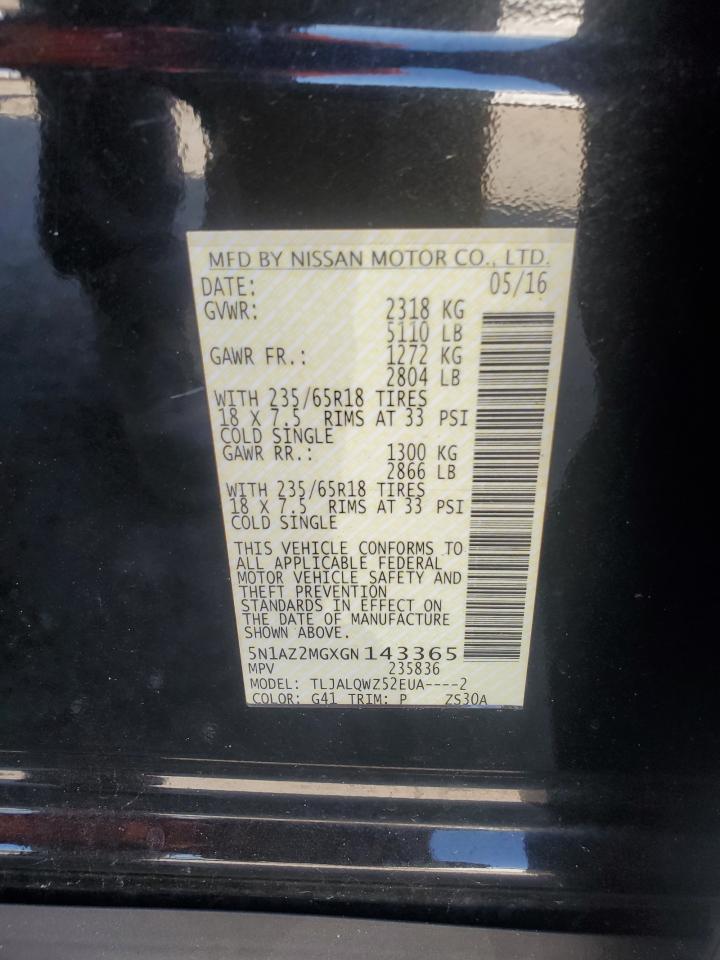 MFD BY NISSAN MOTOR CO., LTD.
DATE: 05/16
GVWR: 2318 KG
5110 LB
GAWR FR.: 1272 KG
2804 LB
WITH 235/65R18 TIRES
18 X 7.5 RIMS AT 33 PSI
COLD SINGLE
GAWR RR.: 1300 KG
2866 LB
WITH 235/65R18 TIRES
18 X 7.5 RIMS AT 33 PSI
COLD SINGLE
THIS VEHICLE CONFORMS TO
ALL APPLICABLE FEDERAL
MOTOR VEHICLE SAFETY AND
THEFT PREVENTION
STANDARDS IN EFFECT ON
THE DATE OF MANUFACTURE
SHOWN ABOVE.
5N1AZ2MGXGN143365
MPV 235836
MODEL: TLJALQWZ52EUA----2
COLOR: G41 TRIM: P ZS30A